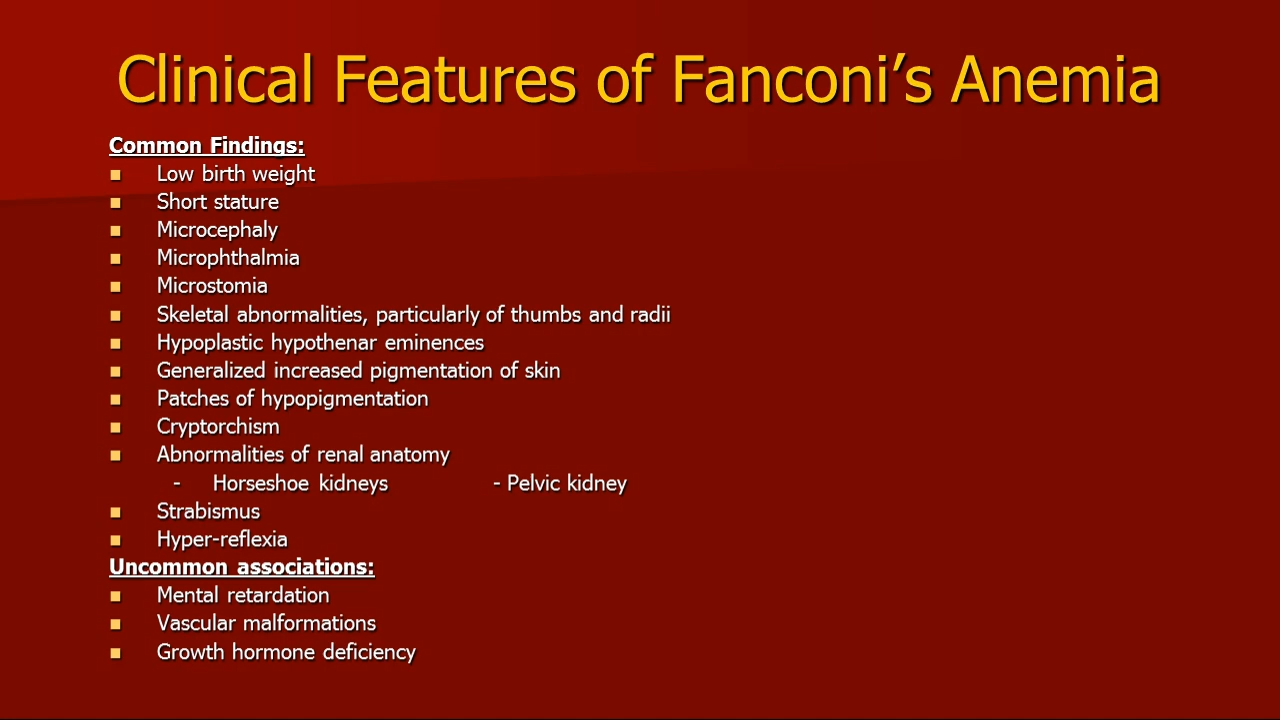 Clinical Features of Fanconi’s Anemia
Common Findings:
■ Low birth weight
■ Short stature
■ Microcephaly
■ Microphthalmia
■ Microstomia
■ Skeletal abnormalities, particularly of thumbs and radii
■ Hypoplastic hypothenar eminences
■ Generalized increased pigmentation of skin
■ Patches of hypopigmentation
■ Cryptorchism
■ Abnormalities of renal anatomy
- Horseshoe kidneys - Pelvic kidney
■ Strabismus
■ Hyper-reflexia
Uncommon associations:
■ Mental retardation
■ Vascular malformations
■ Growth hormone deficiency